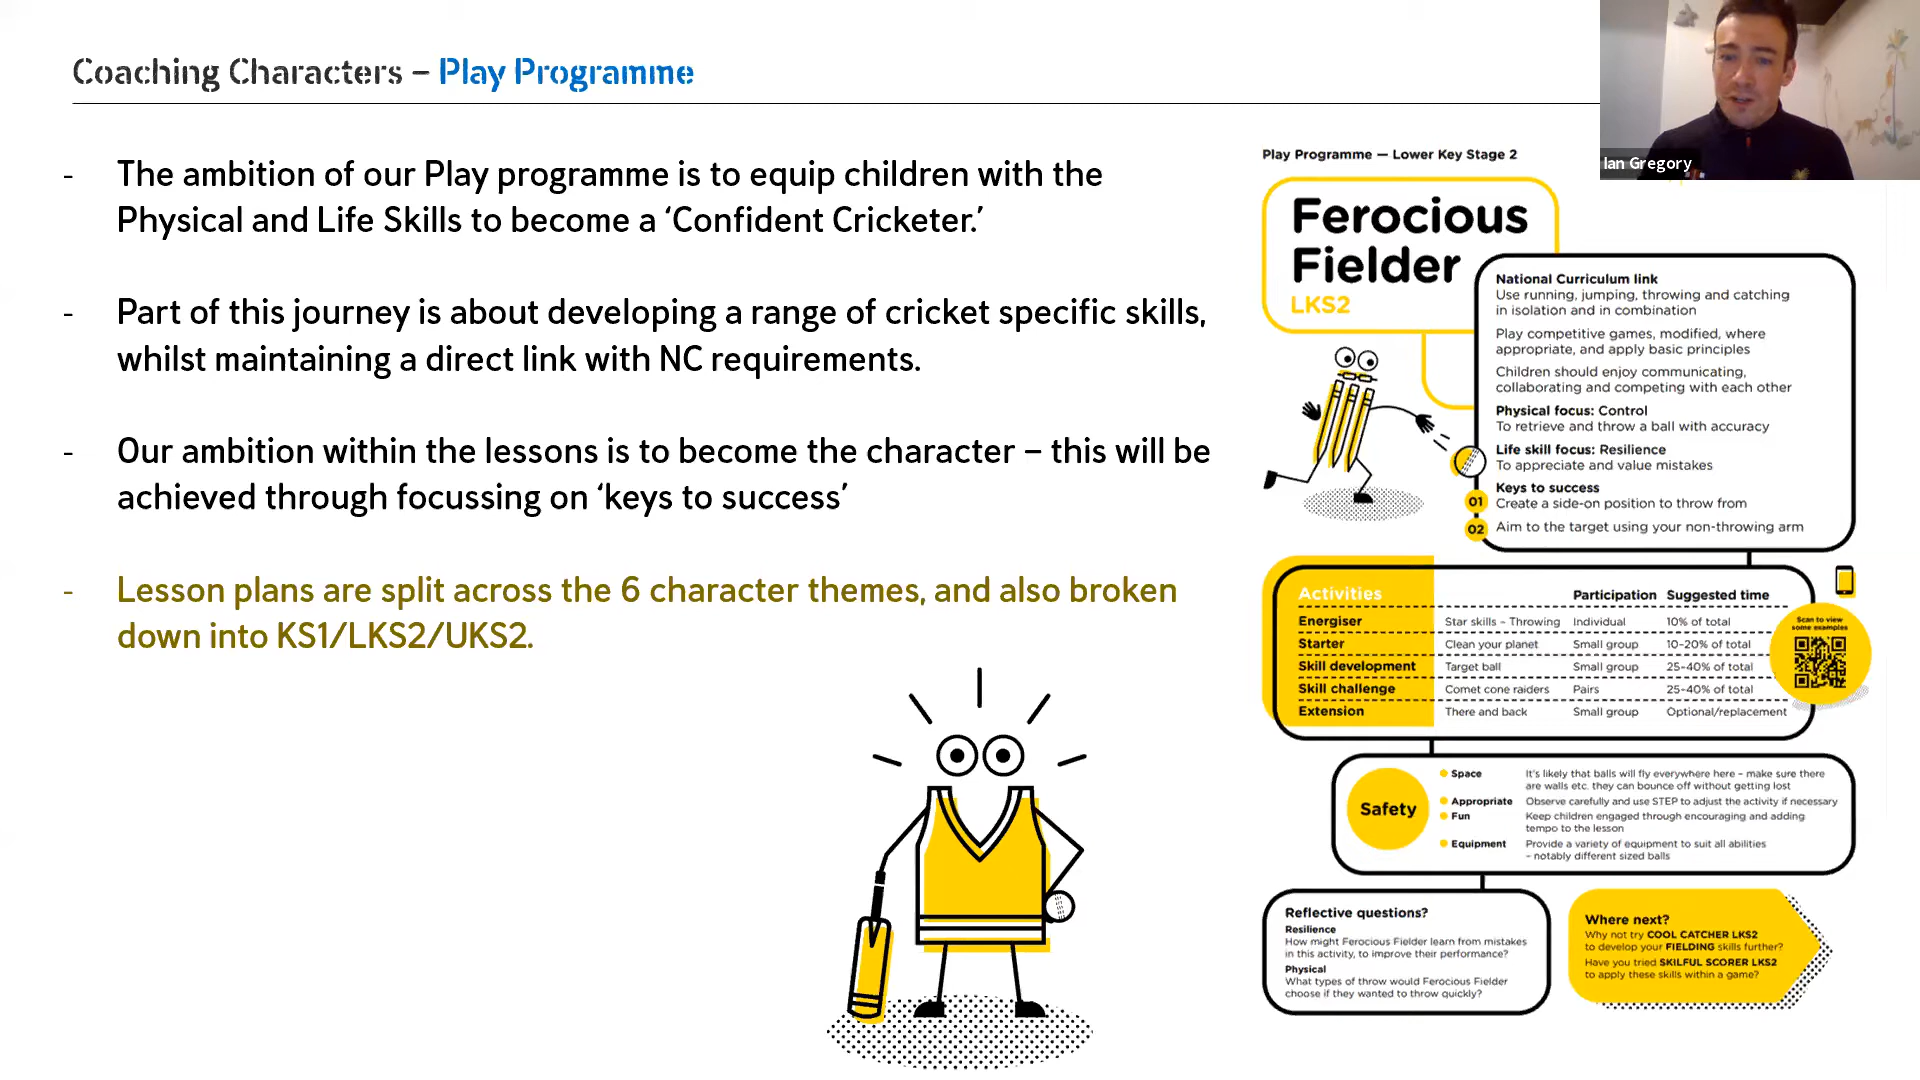 Coaching Characters – Play Programme
- The ambition of our Play programme is to equip children with the
Physical and Life Skills to become a ‘Confident Cricketer.’
- Part of this journey is about developing a range of cricket specific skills,
whilst maintaining a direct link with NC requirements.
- Our ambition within the lessons is to become the character – this will be
achieved through focussing on ‘keys to success’
- Lesson plans are split across the 6 character themes, and also broken
down into KS1/LKS2/UKS2.
Ian Gregory
Play Programme — Lower Key Stage 2
Ferocious
Fielder
LKS2
National Curriculum link
Use running, jumping, throwing and catching
in isolation and in combination
Play competitive games, modified, where
appropriate, and apply basic principles
Children should enjoy communicating,
collaborating and competing with each other
Physical focus: Control
To retrieve and throw a ball with accuracy
Life skill focus: Resilience
To appreciate and value mistakes
Keys to success
01 Create a side-on position to throw from
02 Aim to the target using your non-throwing arm
Activities Participation Suggested time
Energiser Star skills – Throwing Individual 10% of total
Starter Clean your planet Small group 10-20% of total
Skill development Target ball Small group 25-40% of total
Skill challenge Comet cone raiders Pairs 25-40% of total
Extension There and back Small group Optional/replacement
Scan to view
some examples
Safety
Space It's likely that balls will fly everywhere here – make sure there
are walls etc. they can bounce off without getting lost
Appropriate Observe carefully and use STEP to adjust the activity if necessary
Fun Keep children engaged through encouraging and adding
tempo to the lesson
Equipment Provide a variety of equipment to suit all abilities
– notably different sized balls
Reflective questions?
Resilience
How might Ferocious Fielder learn from mistakes
in this activity, to improve their performance?
Physical
What types of throw would Ferocious Fielder
choose if they wanted to throw quickly?
Where next?
Why not try COOL CATCHER LKS2
to develop your FIELDING skills further?
Have you tried SKILFUL SCORER LKS2
to apply these skills within a game?